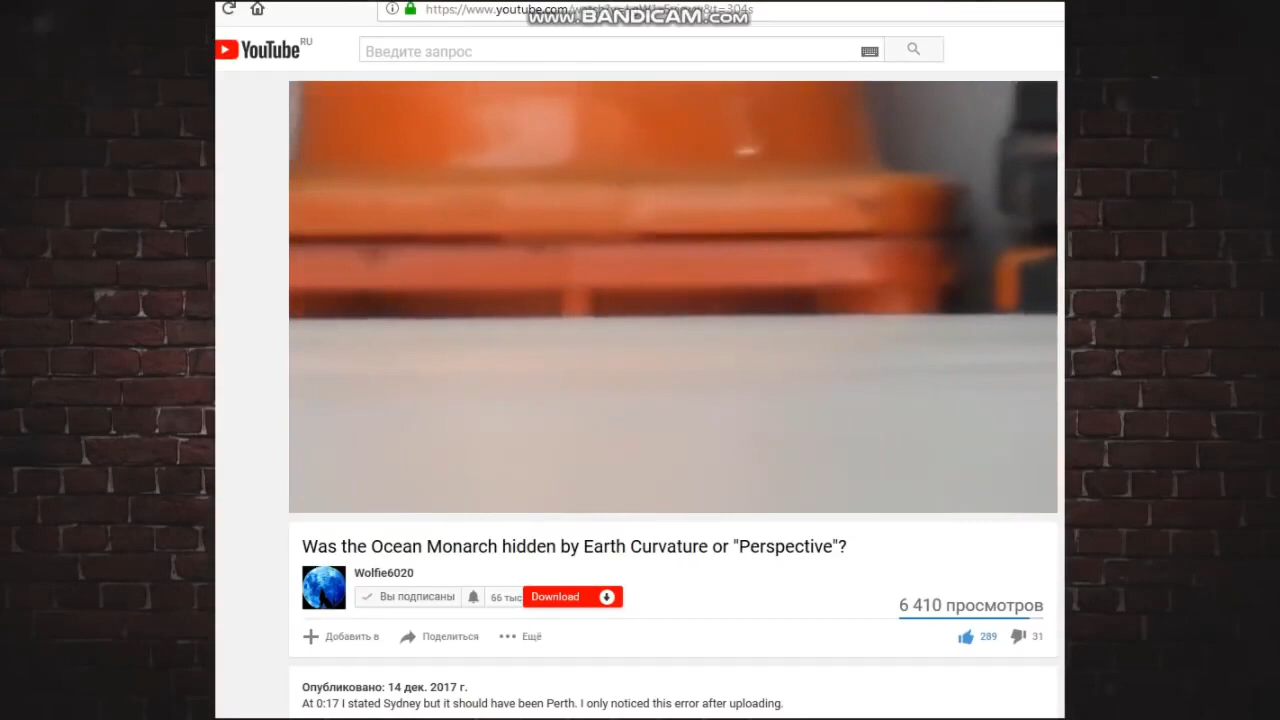 https://www.youtube.com
www.BANDICAM.com
YouTube RU
Введите запрос
Was the Ocean Monarch hidden by Earth Curvature or "Perspective"?
Wolfie6020
Вы подписаны 66 тыс Download
6 410 просмотров
Добавить в Поделиться Ещё 289 31
Опубликовано: 14 дек. 2017 г.
At 0:17 I stated Sydney but it should have been Perth. I only noticed this error after uploading.